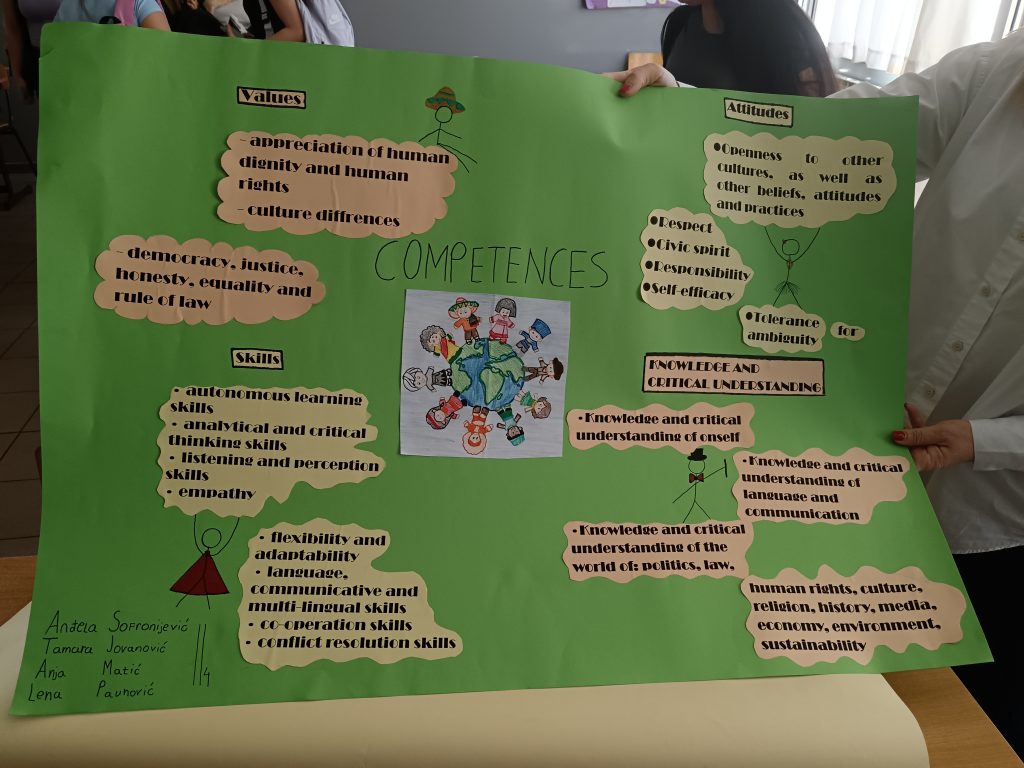 COMPETENCES
Values
- appreciation of human
dignity and human
rights
- culture diffrences
- democracy, justice,
honesty, equality and
rule of law
Skills
• autonomous learning
skills
• analytical and critical
thinking skills
• listening and perception
skills
• empathy
• flexibility and
adaptability
• language,
communicative and
multi-lingual skills
• co-operation skills
• conflict resolution skills
Anđela Sofronijević
Tamara Jovanović
Anja Matić
Lena Paunović
II4
Attitudes
•Openness to other
cultures, as well as
other beliefs, attitudes
and practices
•Respect
•Civic spirit
•Responsibility
•Self-efficacy
•Tolerance for
ambiguity
KNOWLEDGE AND
CRITICAL UNDERSTANDING
• Knowledge and critical
understanding of onself
• Knowledge and critical
understanding of
language and
communication
• Knowledge and critical
understanding of the
world of: politics, law,
human rights, culture,
religion, history, media,
economy, environment,
sustainability